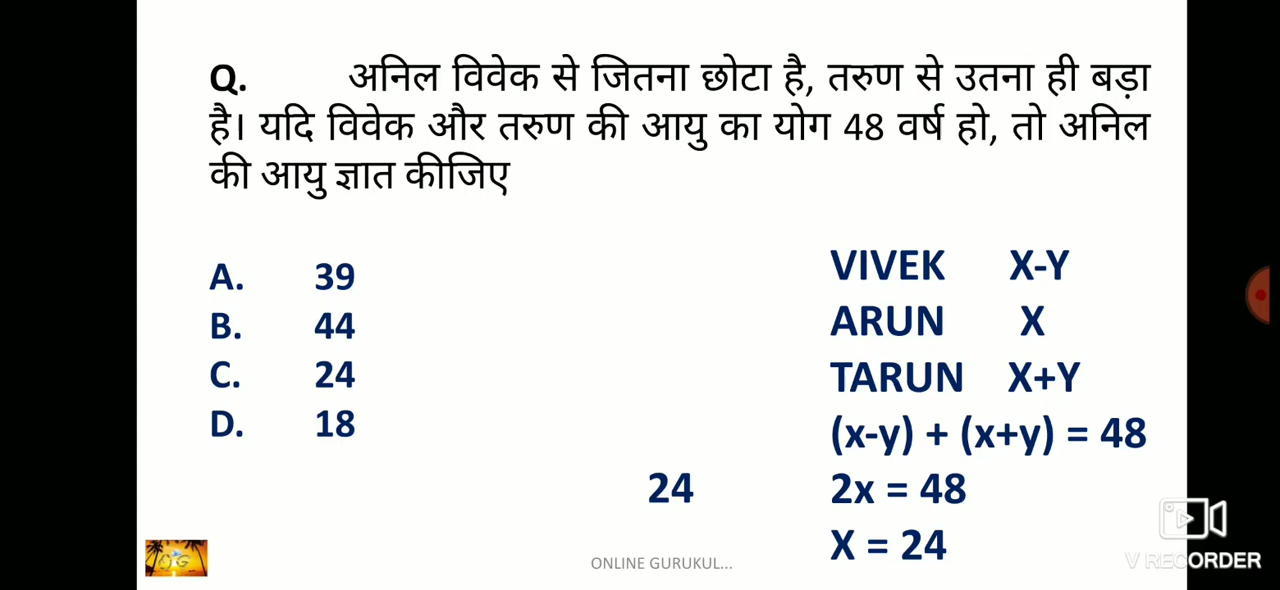 Q. अनिल विवेक से जितना छोटा है, तरुण से उतना ही बड़ा
है। यदि विवेक और तरुण की आयु का योग 48 वर्ष हो, तो अनिल
की आयु ज्ञात कीजिए
A. 39
B. 44
C. 24
D. 18
VIVEK X-Y
ARUN X
TARUN X+Y
(x-y) + (x+y) = 48
24 2x = 48
X = 24
ONLINE GURUKUL...
V RECORDER